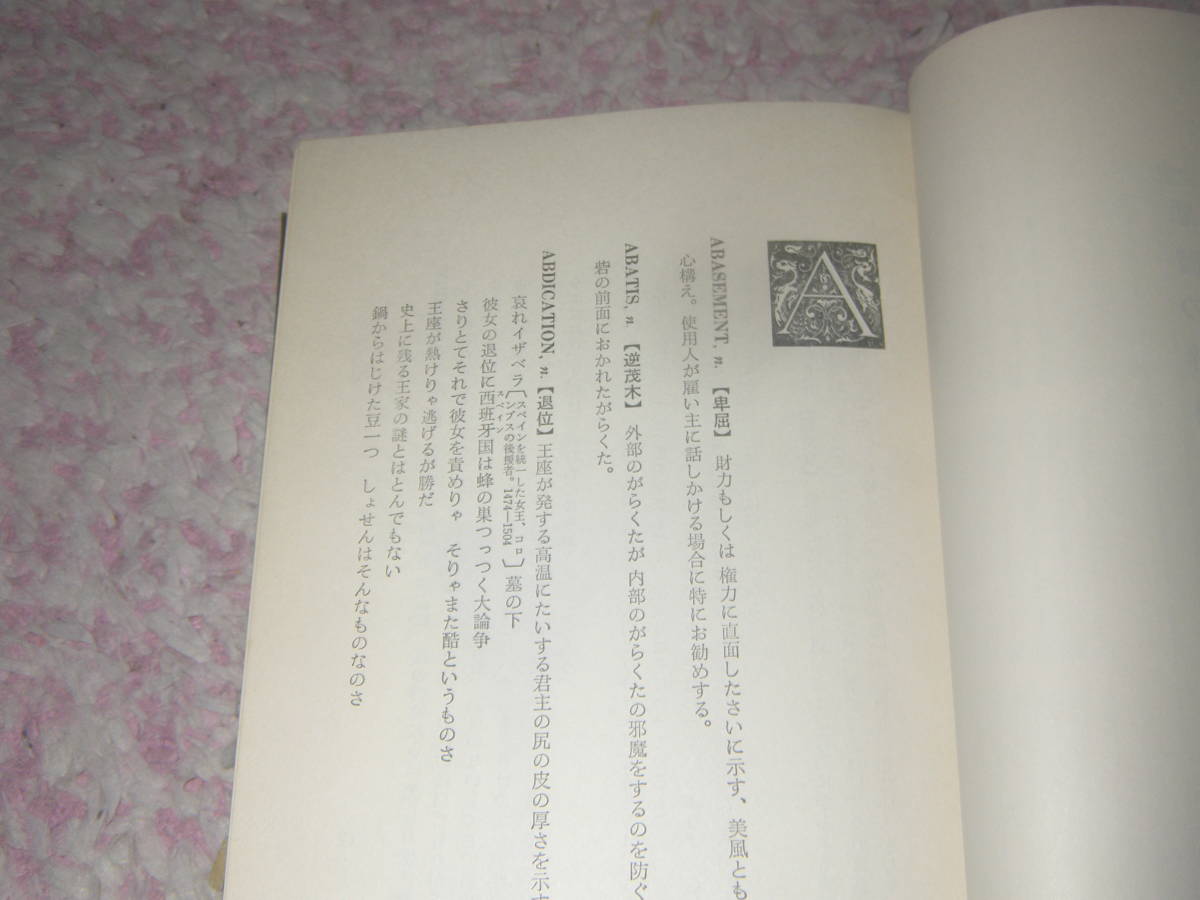 A
ABASEMENT, n. 【卑屈】 財力もしくは 権力に直面したさいに示す、美風とも
心構え。使用人が雇い主に話しかける場合に特にお勧めする。
ABATIS, n. 【逆茂木】 外部のがらくたが 内部のがらくたの邪魔をするのを防ぐ
砦の前面におかれたがらくた。
ABDICATION, n. 【退位】 王座が発する高温にたいする君主の尻の皮の厚さを示す
哀れイザベラ〔スペインを統一した女王、コロンブスの後援者。1474―1504〕墓の下
彼女の退位に西班牙国は蜂の巣つっつく大論争
スペイン
さりとてそれで彼女を責めりゃ そりゃまた酷というものさ
王座が熱けりゃ逃げるが勝だ
史上に残る王家の謎とはとんでもない
鍋からはじけた豆一つ しょせんはそんなものなのさ